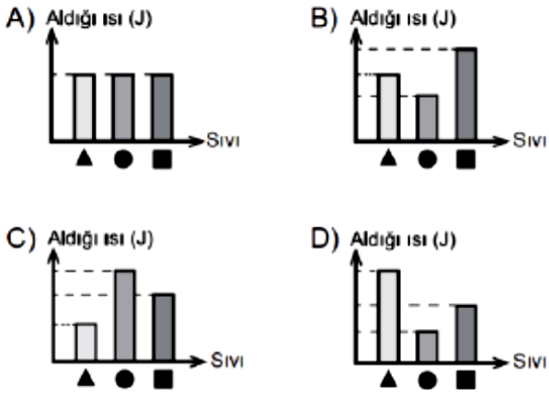 A) Aldığı ısı (J)
Sıvı
B) Aldığı ısı (J)
Sıvı
C) Aldığı ısı (J)
Sıvı
D) Aldığı ısı (J)
Sıvı